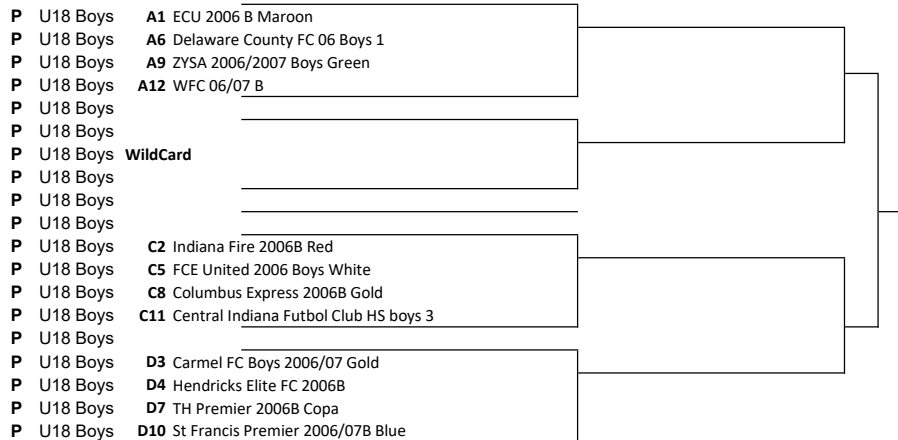 P U18 Boys A1 ECU 2006 B Maroon
P U18 Boys A6 Delaware County FC 06 Boys 1
P U18 Boys A9 ZYSA 2006/2007 Boys Green
P U18 Boys A12 WFC 06/07 B
P U18 Boys
P U18 Boys
P U18 Boys WildCard
P U18 Boys
P U18 Boys
P U18 Boys
P U18 Boys C2 Indiana Fire 2006B Red
P U18 Boys C5 FCE United 2006 Boys White
P U18 Boys C8 Columbus Express 2006B Gold
P U18 Boys C11 Central Indiana Futbol Club HS boys 3
P U18 Boys
P U18 Boys D3 Carmel FC Boys 2006/07 Gold
P U18 Boys D4 Hendricks Elite FC 2006B
P U18 Boys D7 TH Premier 2006B Copa
P U18 Boys D10 St Francis Premier 2006/07B Blue